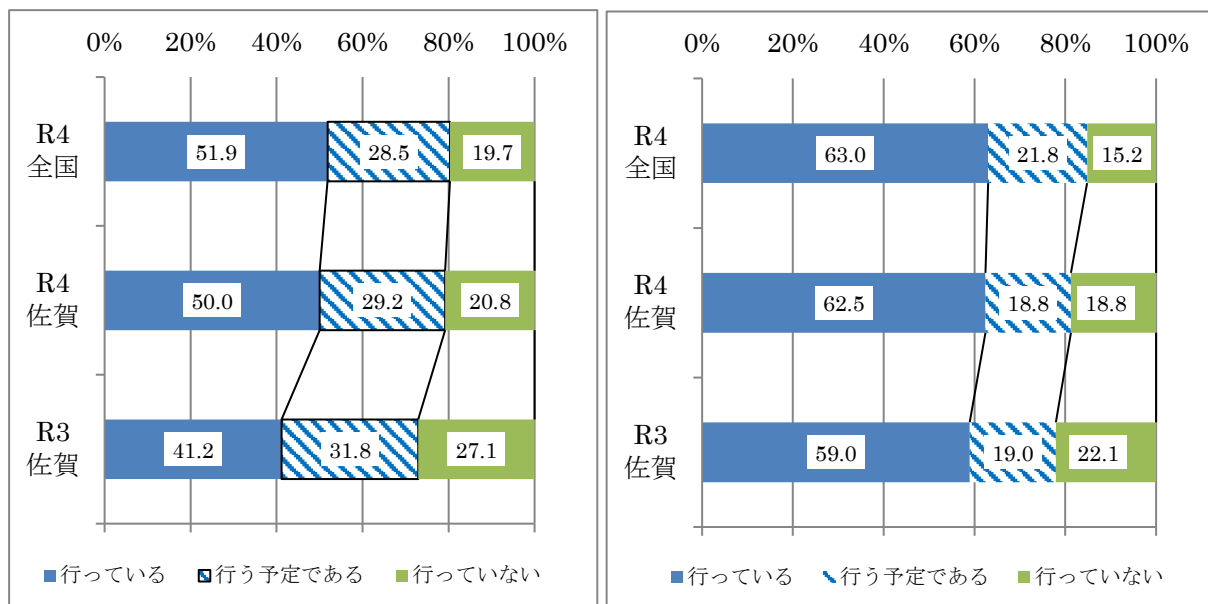 0% 20% 40% 60% 80% 100%
R4
全国
51.9 28.5 19.7
R4
佐賀
50.0 29.2 20.8
R3
佐賀
41.2 31.8 27.1
行っている 行う予定である 行っていない
0% 20% 40% 60% 80% 100%
R4
全国
63.0 21.8 15.2
R4
佐賀
62.5 18.8 18.8
R3
佐賀
59.0 19.0 22.1
行っている 行う予定である 行っていない